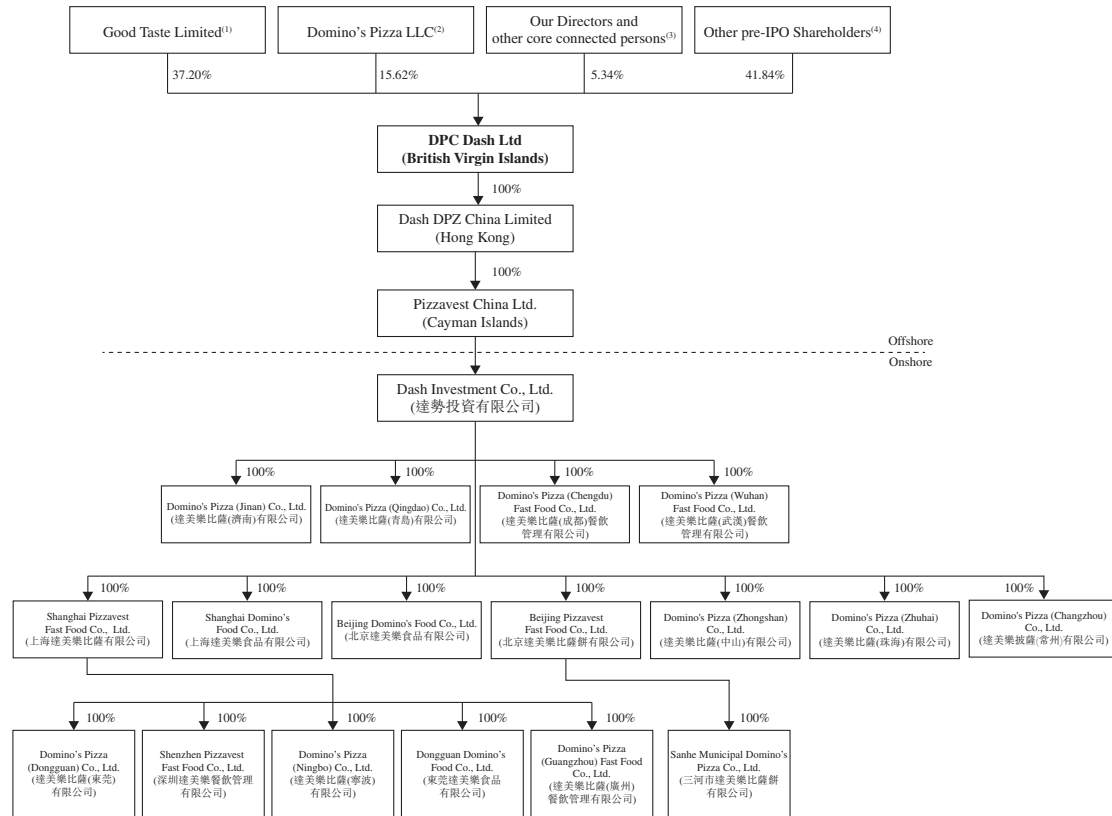 Good Taste Limited(1)
Domino's Pizza LLC(2)
Our Directors and
other core connected persons(3)
Other pre-IPO Shareholders(4)
37.20%
15.62%
5.34%
41.84%
DPC Dash Ltd
(British Virgin Islands)
100%
Dash DPZ China Limited
(Hong Kong)
100%
Pizzavest China Ltd.
(Cayman Islands)
Offshore
Onshore
Dash Investment Co., Ltd.
(達勢投資有限公司)
100%
100%
100%
100%
Domino's Pizza (Jinan) Co., Ltd.
(達美樂比薩(濟南)有限公司)
Domino's Pizza (Qingdao) Co., Ltd.
(達美樂比薩(青島)有限公司)
Domino's Pizza (Chengdu)
Fast Food Co., Ltd.
(達美樂比薩(成都)餐飲
管理有限公司)
Domino's Pizza (Wuhan)
Fast Food Co., Ltd.
(達美樂比薩(武漢)餐飲
管理有限公司)
100%
100%
100%
100%
100%
100%
100%
Shanghai Pizzavest
Fast Food Co., Ltd.
(上海達美樂比薩有限公司)
Shanghai Domino's
Food Co., Ltd.
(上海達美樂食品有限公司)
Beijing Domino's Food Co., Ltd.
(北京達美樂食品有限公司)
Beijing Pizzavest
Fast Food Co., Ltd.
(北京達美樂比薩餅有限公司)
Domino's Pizza (Zhongshan)
Co., Ltd.
(達美樂比薩(中山)有限公司)
Domino's Pizza (Zhuhai)
Co., Ltd.
(達美樂比薩(珠海)有限公司)
Domino's Pizza (Changzhou)
Co., Ltd.
(達美樂披薩(常州)有限公司)
100%
100%
100%
100%
100%
100%
Domino's Pizza
(Dongguan) Co., Ltd.
(達美樂比薩(東莞)
有限公司)
Shenzhen Pizzavest
Fast Food Co., Ltd.
(深圳達美樂餐飲管理
有限公司)
Domino's Pizza
(Ningbo) Co., Ltd.
(達美樂比薩(寧波)
有限公司)
Dongguan Domino's
Food Co., Ltd.
(東莞達美樂食品
有限公司)
Domino's Pizza
(Guangzhou) Fast Food
Co., Ltd.
(達美樂比薩(廣州)
餐飲管理有限公司)
Sanhe Municipal Domino's
Pizza Co., Ltd.
(三河市達美樂比薩餅
有限公司)